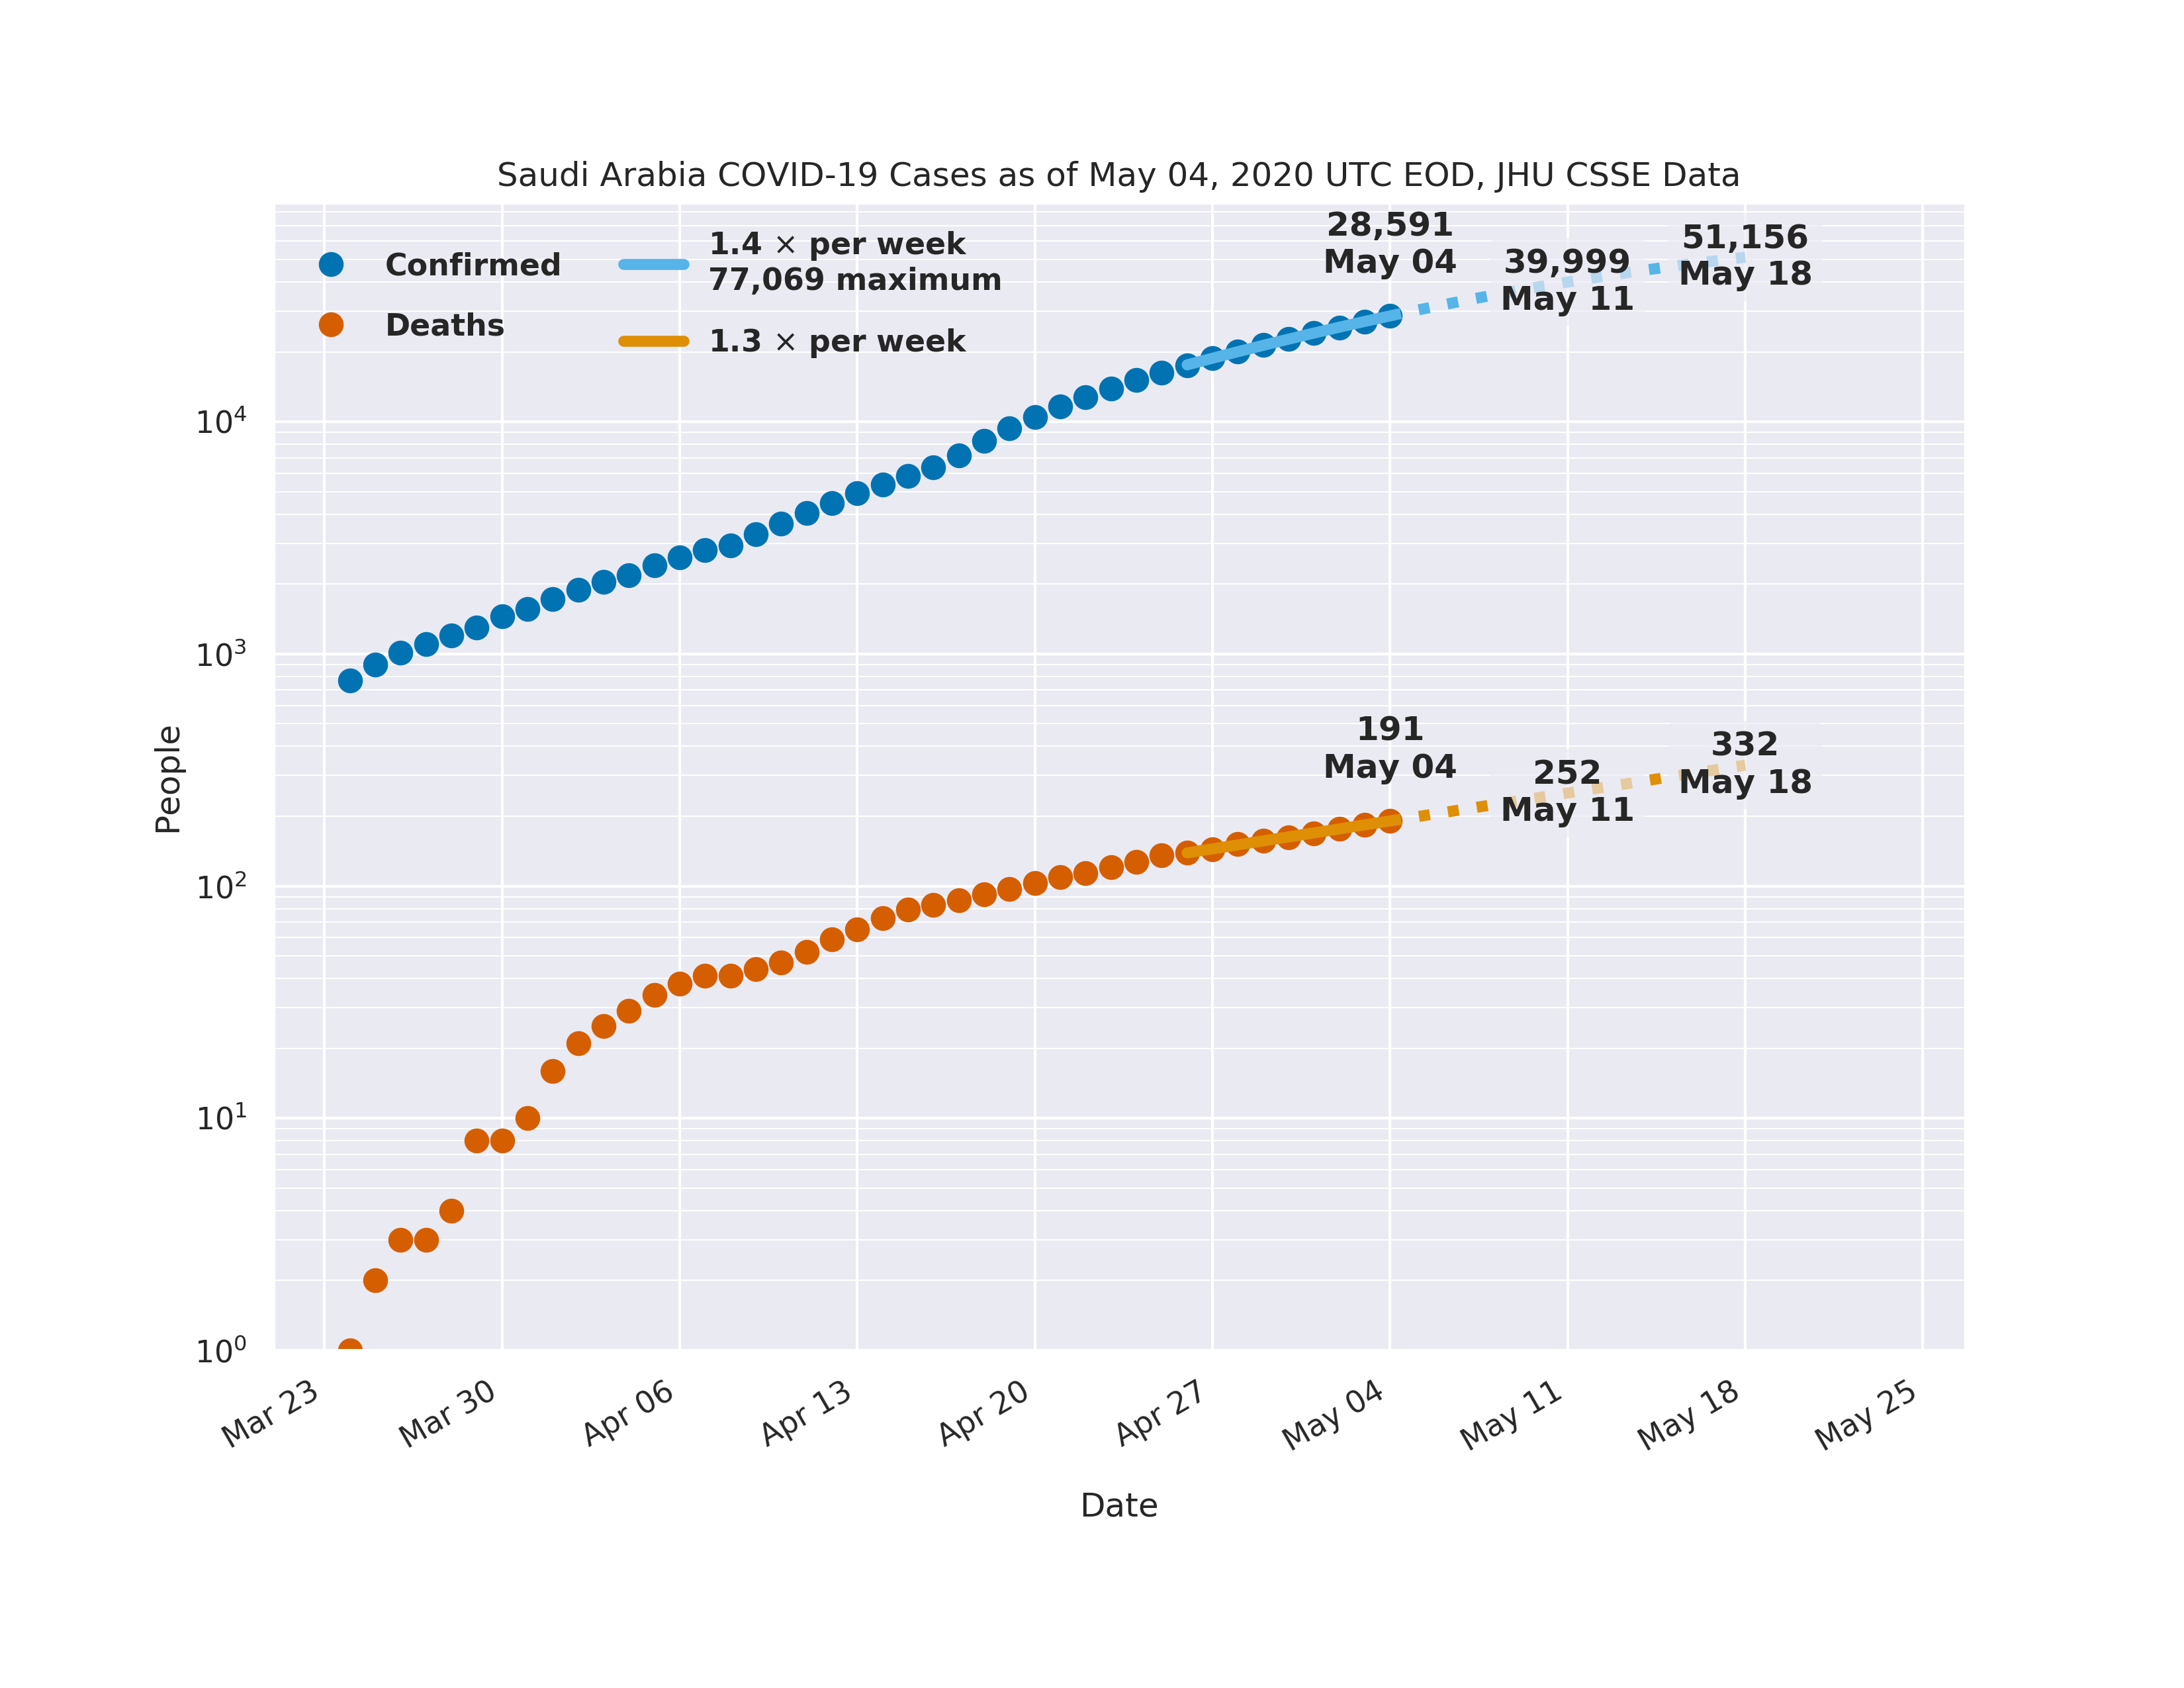 Saudi Arabia COVID-19 Cases as of May 04, 2020 UTC EOD, JHU CSSE Data
Confirmed
Deaths
1.4 × per week
77,069 maximum
1.3 × per week
28,591
May 04
39,999
May 11
51,156
May 18
191
May 04
252
May 11
332
May 18
People
10⁴
10³
10²
10¹
10⁰
Mar 23
Mar 30
Apr 06
Apr 13
Apr 20
Apr 27
May 04
May 11
May 18
May 25
Date